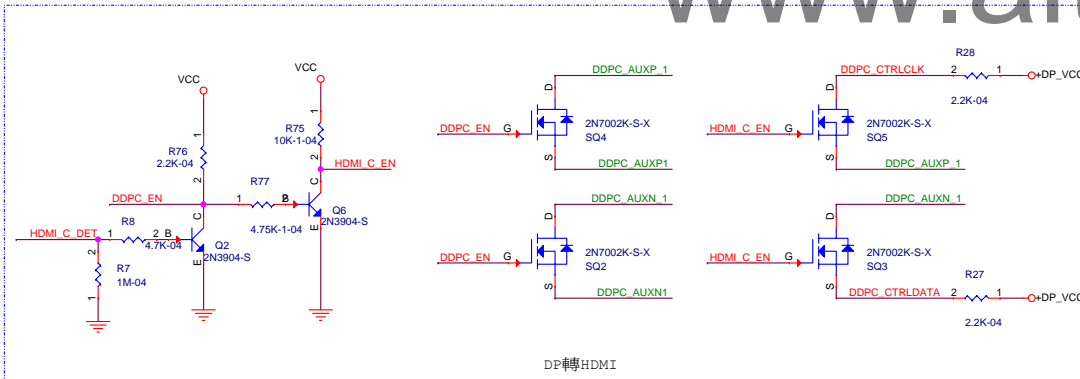 VCC
1
R76
2.2K-04
2
DDPC_EN
HDMI_C_DET
1
R8
2
B
4.7K-04
2
R7
1M-04
1
C
Q2
2N3904-S
E
VCC
1
R75
10K-1-04
2
HDMI_C_EN
1
R77
4.75K-1-04
C
Q6
2N3904-S
E
DDPC_AUXP_1
D
DDPC_EN
G
2N7002K-S-X
SQ4
S
DDPC_AUXP1
DDPC_AUXN_1
D
DDPC_EN
G
2N7002K-S-X
SQ2
S
DDPC_AUXN1
R28
DDPC_CTRLCLK
2
1
+DP_VCC
2.2K-04
D
HDMI_C_EN
G
2N7002K-S-X
SQ5
S
DDPC_AUXP_1
DDPC_AUXN_1
D
HDMI_C_EN
G
2N7002K-S-X
SQ3
S
DDPC_CTRLDATA
R27
2
1
+DP_VCC
2.2K-04
DP轉HDMI